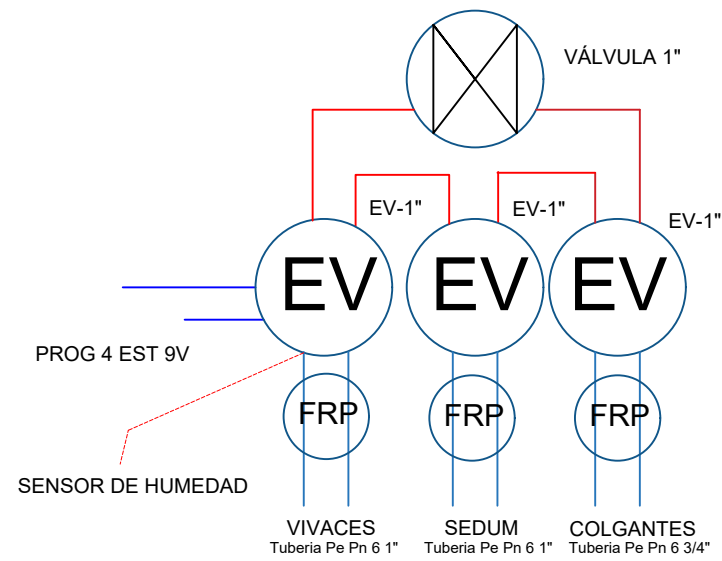 VÁLVULA 1"
EV-1"
EV-1"
EV-1"
EV
EV
EV
PROG 4 EST 9V
FRP
FRP
FRP
SENSOR DE HUMEDAD
VIVACES
Tuberia Pe Pn 6 1"
SEDUM
Tuberia Pe Pn 6 1"
COLGANTES
Tuberia Pe Pn 6 3/4"